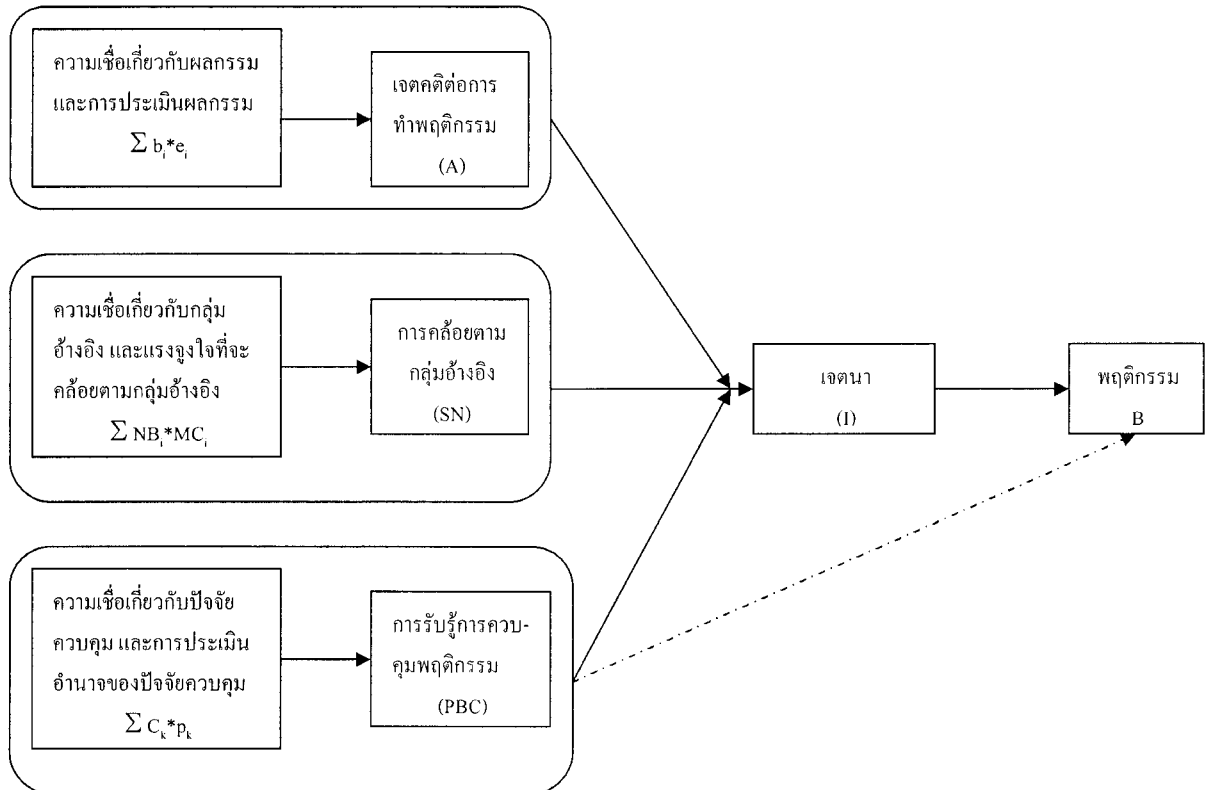 ความเชื่อเกี่ยวกับผลกรรม
และการประเมินผลกรรม
∑ bᵢ*eᵢ
เจตคติต่อการ
ทำพฤติกรรม
(A)
ความเชื่อเกี่ยวกับกลุ่ม
อ้างอิง และแรงจูงใจที่จะ
คล้อยตามกลุ่มอ้างอิง
∑ NBᵢ*MCᵢ
การคล้อยตาม
กลุ่มอ้างอิง
(SN)
เจตนา
(I)
พฤติกรรม
B
ความเชื่อเกี่ยวกับปัจจัย
ควบคุม และการประเมิน
อำนาจของปัจจัยควบคุม
∑ Cₖ*pₖ
การรับรู้การควบ-
คุมพฤติกรรม
(PBC)